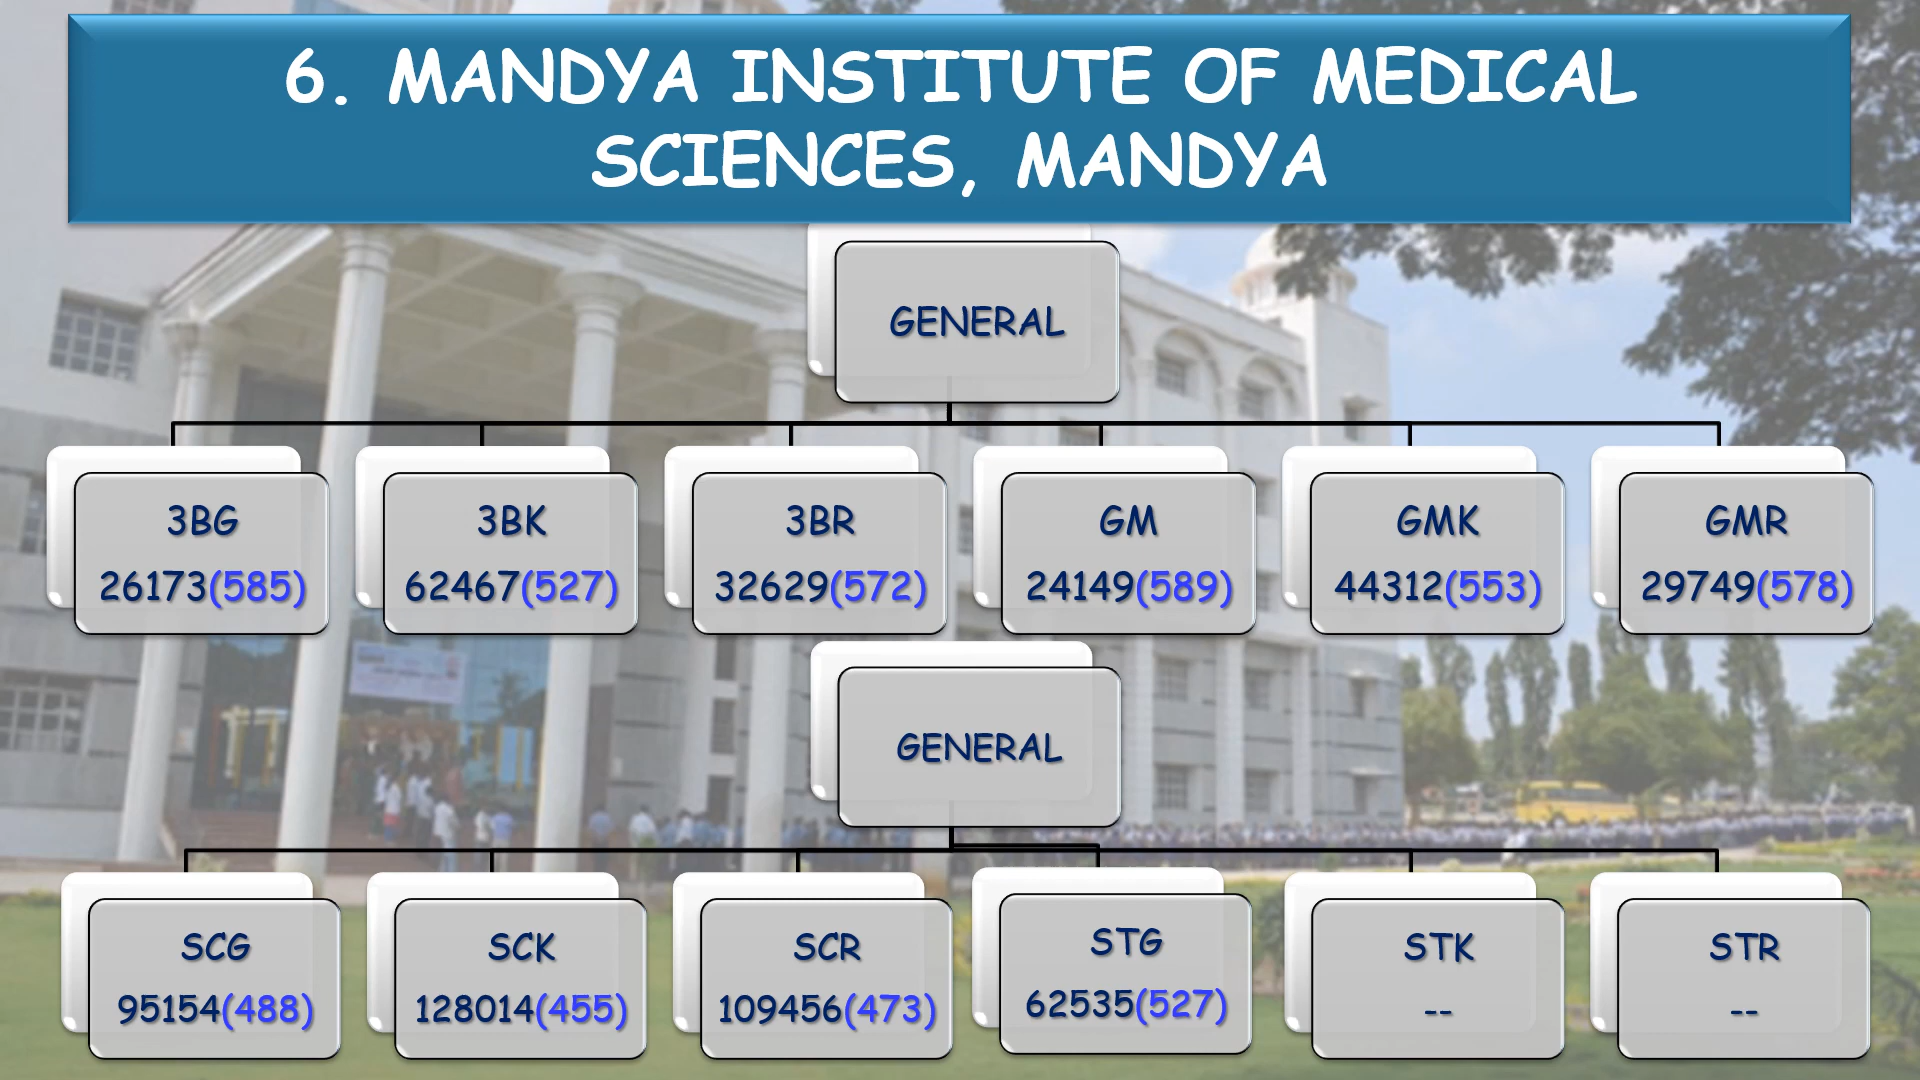 6. MANDYA INSTITUTE OF MEDICAL
SCIENCES, MANDYA
GENERAL
3BG
26173(585)
3BK
62467(527)
3BR
32629(572)
GM
24149(589)
GMK
44312(553)
GMR
29749(578)
GENERAL
SCG
95154(488)
SCK
128014(455)
SCR
109456(473)
STG
62535(527)
STK
--
STR
--